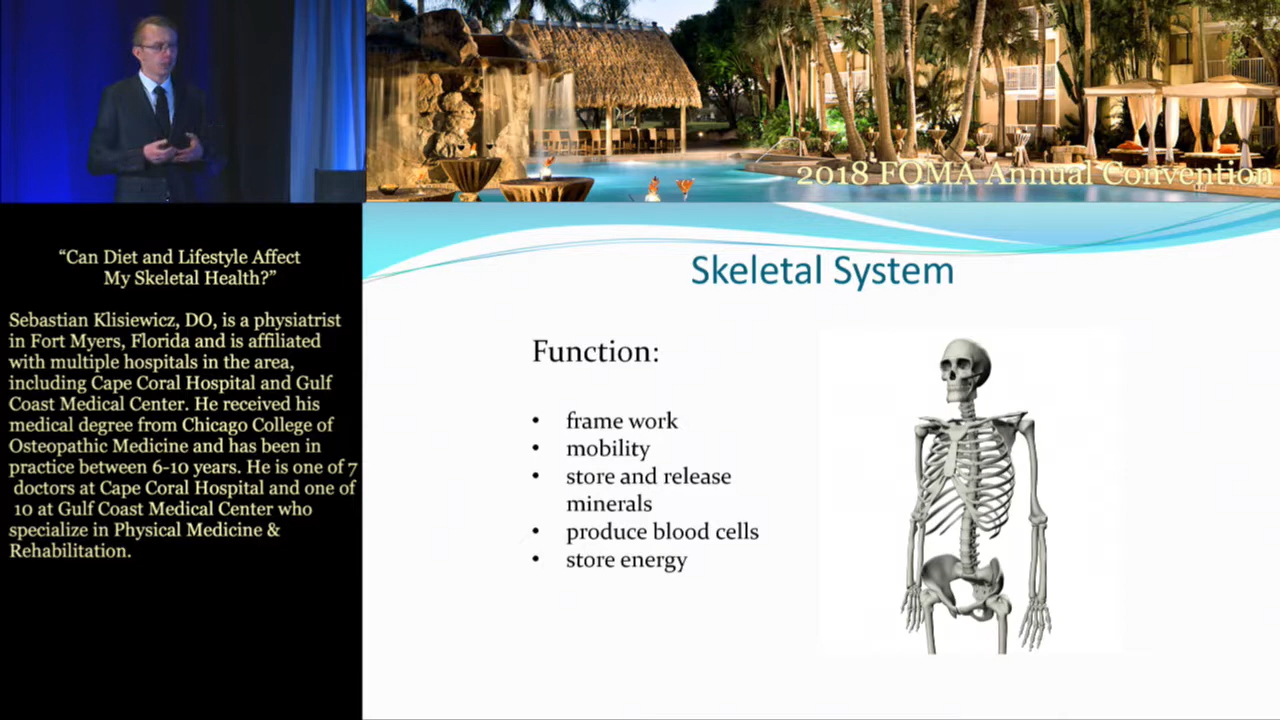 2018 FOMA Annual Convention
“Can Diet and Lifestyle Affect
My Skeletal Health?”
Sebastian Klisiewicz, DO, is a physiatrist
in Fort Myers, Florida and is affiliated
with multiple hospitals in the area,
including Cape Coral Hospital and Gulf
Coast Medical Center. He received his
medical degree from Chicago College of
Osteopathic Medicine and has been in
practice between 6-10 years. He is one of 7
doctors at Cape Coral Hospital and one of
10 at Gulf Coast Medical Center who
specialize in Physical Medicine &
Rehabilitation.
Skeletal System
Function:
• frame work
• mobility
• store and release
minerals
• produce blood cells
• store energy